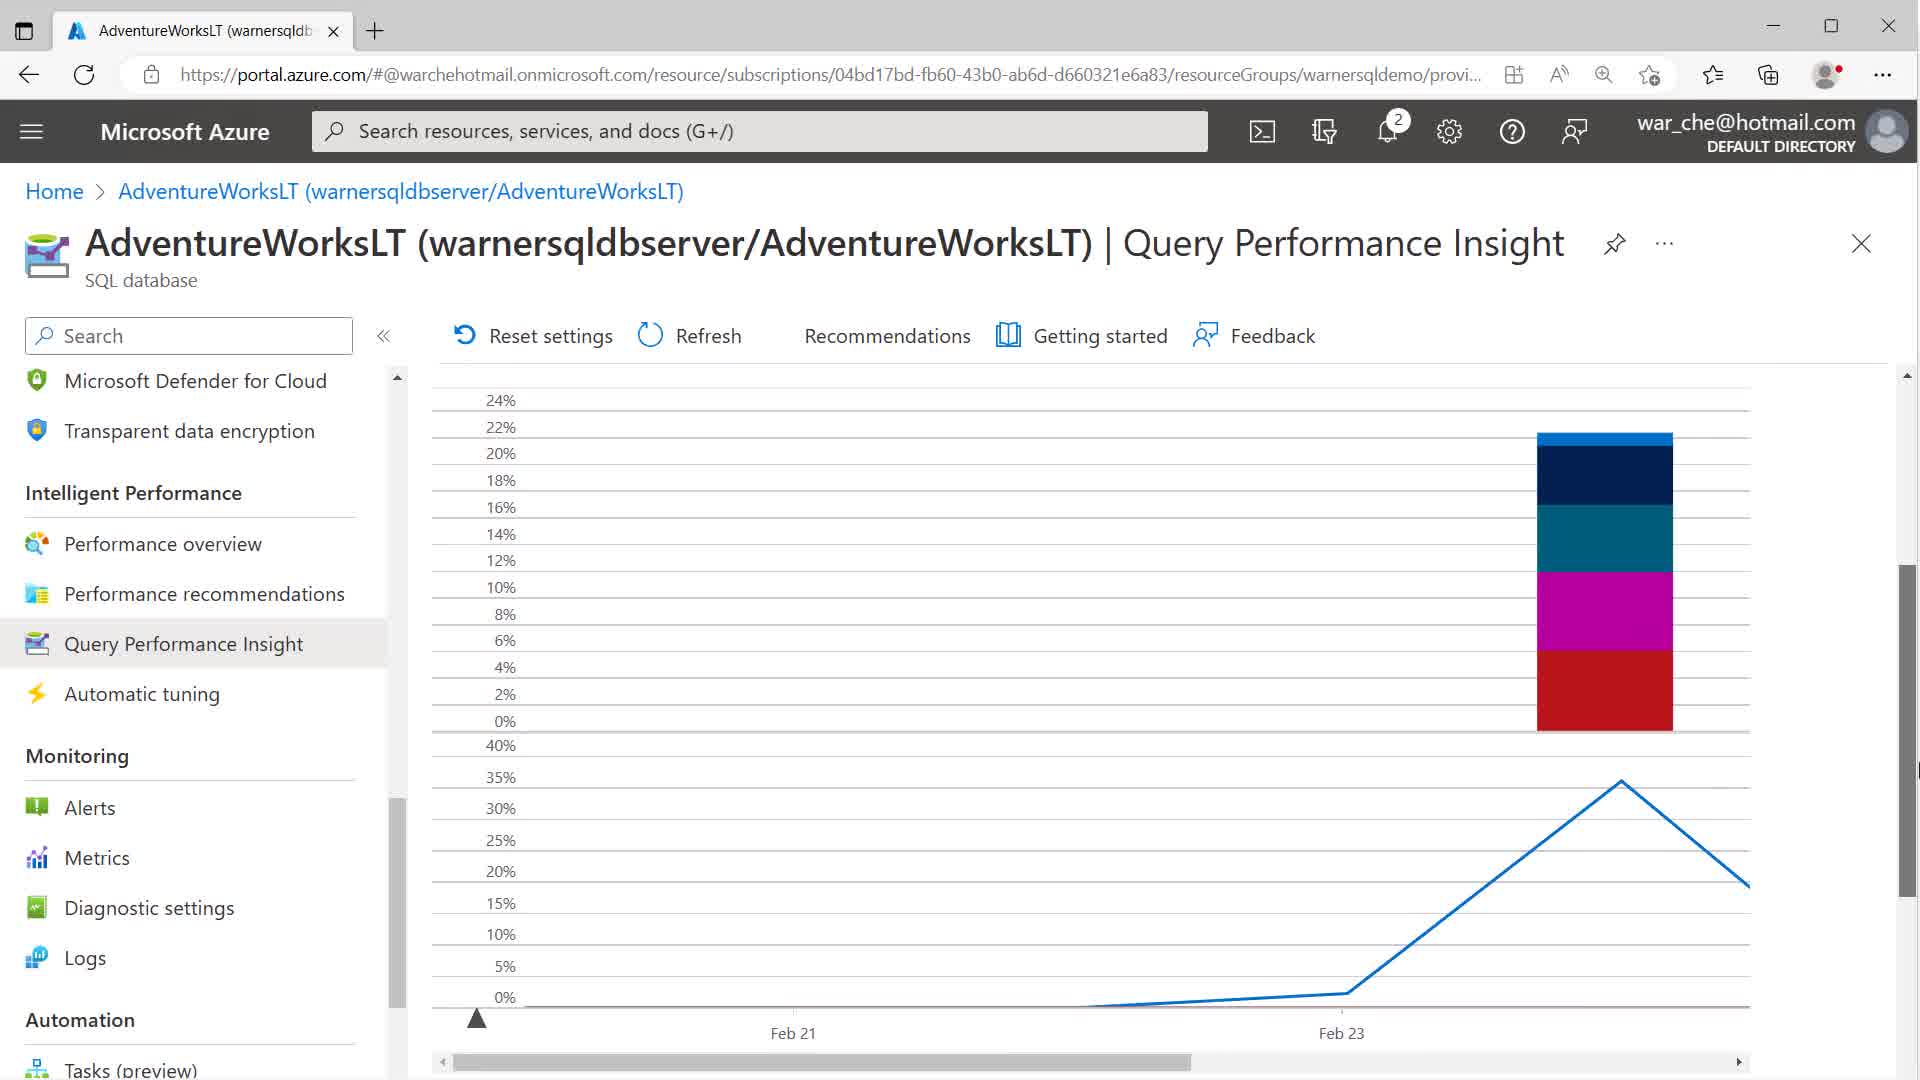 AdventureWorksLT (warnersqldb
https://portal.azure.com/#@warchehotmail.onmicrosoft.com/resource/subscriptions/04bd17bd-fb60-43b0-ab6d-d660321e6a83/resourceGroups/warnersqldemo/provi...
Microsoft Azure
Search resources, services, and docs (G+/)
2
war_che@hotmail.com
DEFAULT DIRECTORY
Home > AdventureWorksLT (warnersqldbserver/AdventureWorksLT)
AdventureWorksLT (warnersqldbserver/AdventureWorksLT) | Query Performance Insight
SQL database
Search
Reset settings
Refresh
Recommendations
Getting started
Feedback
Microsoft Defender for Cloud
Transparent data encryption
Intelligent Performance
Performance overview
Performance recommendations
Query Performance Insight
Automatic tuning
Monitoring
Alerts
Metrics
Diagnostic settings
Logs
Automation
Tasks (preview)
24%
22%
20%
18%
16%
14%
12%
10%
8%
6%
4%
2%
0%
40%
35%
30%
25%
20%
15%
10%
5%
0%
Feb 21
Feb 23